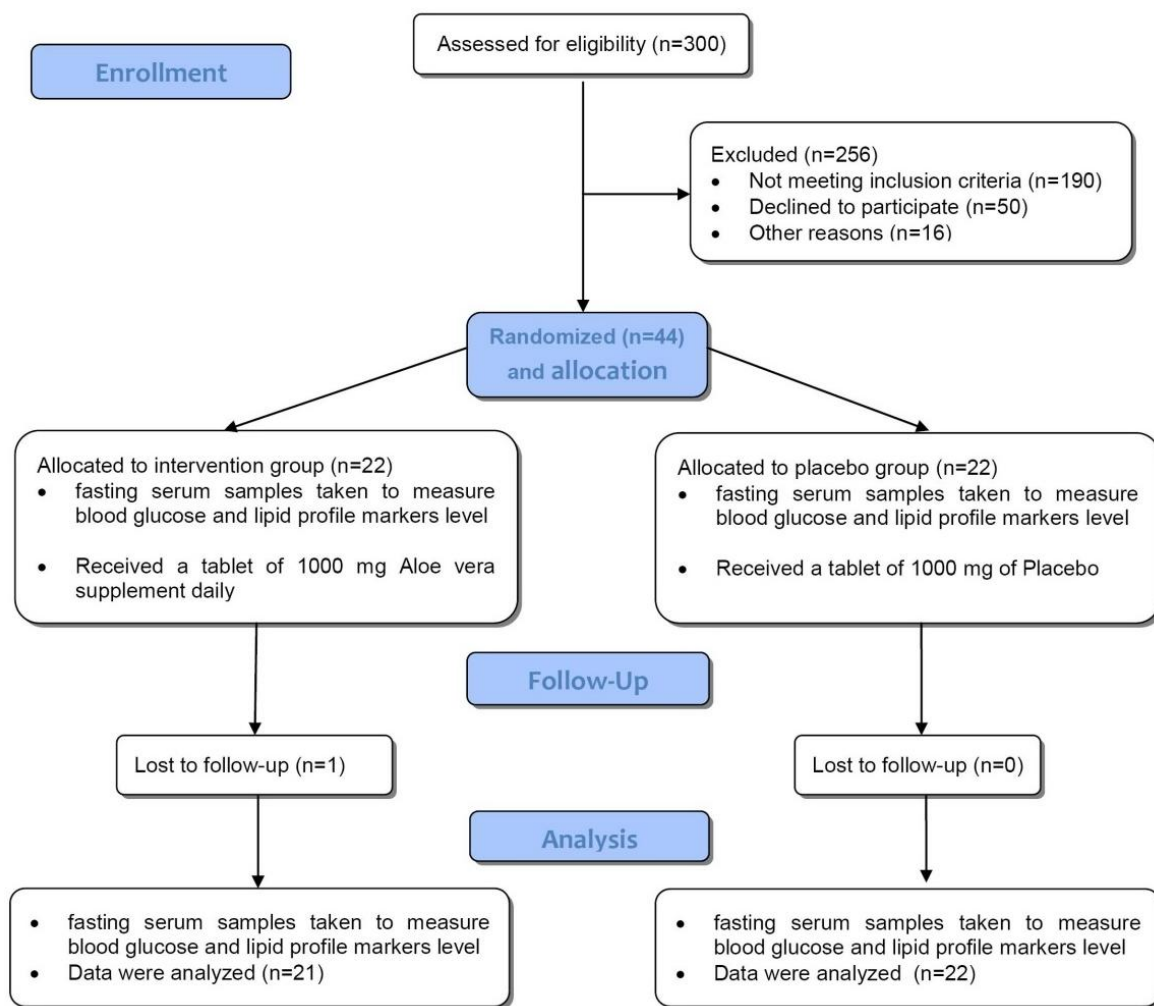 Assessed for eligibility (n=300)
Enrollment
Excluded (n=256)
• Not meeting inclusion criteria (n=190)
• Declined to participate (n=50)
• Other reasons (n=16)
Randomized (n=44)
and allocation
Allocated to intervention group (n=22)
• fasting serum samples taken to measure
blood glucose and lipid profile markers level
• Received a tablet of 1000 mg Aloe vera
supplement daily
Allocated to placebo group (n=22)
• fasting serum samples taken to measure
blood glucose and lipid profile markers level
• Received a tablet of 1000 mg of Placebo
Follow-Up
Lost to follow-up (n=1)
Lost to follow-up (n=0)
Analysis
• fasting serum samples taken to measure
blood glucose and lipid profile markers level
• Data were analyzed (n=21)
• fasting serum samples taken to measure
blood glucose and lipid profile markers level
• Data were analyzed (n=22)